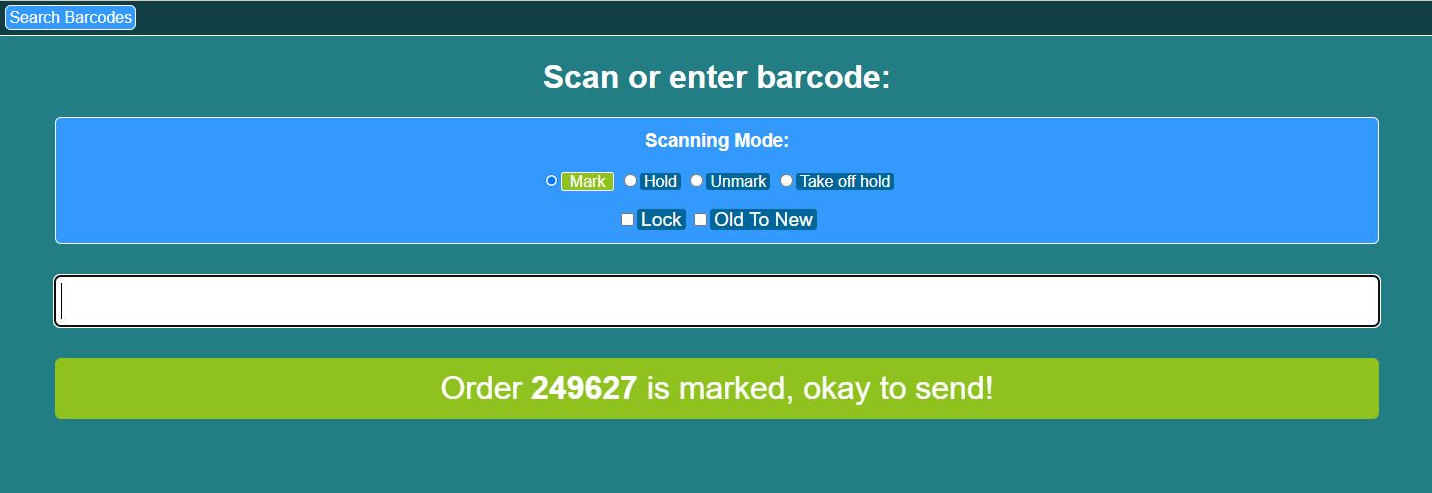 Search Barcodes
Scan or enter barcode:
Scanning Mode:
Mark Hold Unmark Take off hold
Lock Old To New
Order 249627 is marked, okay to send!